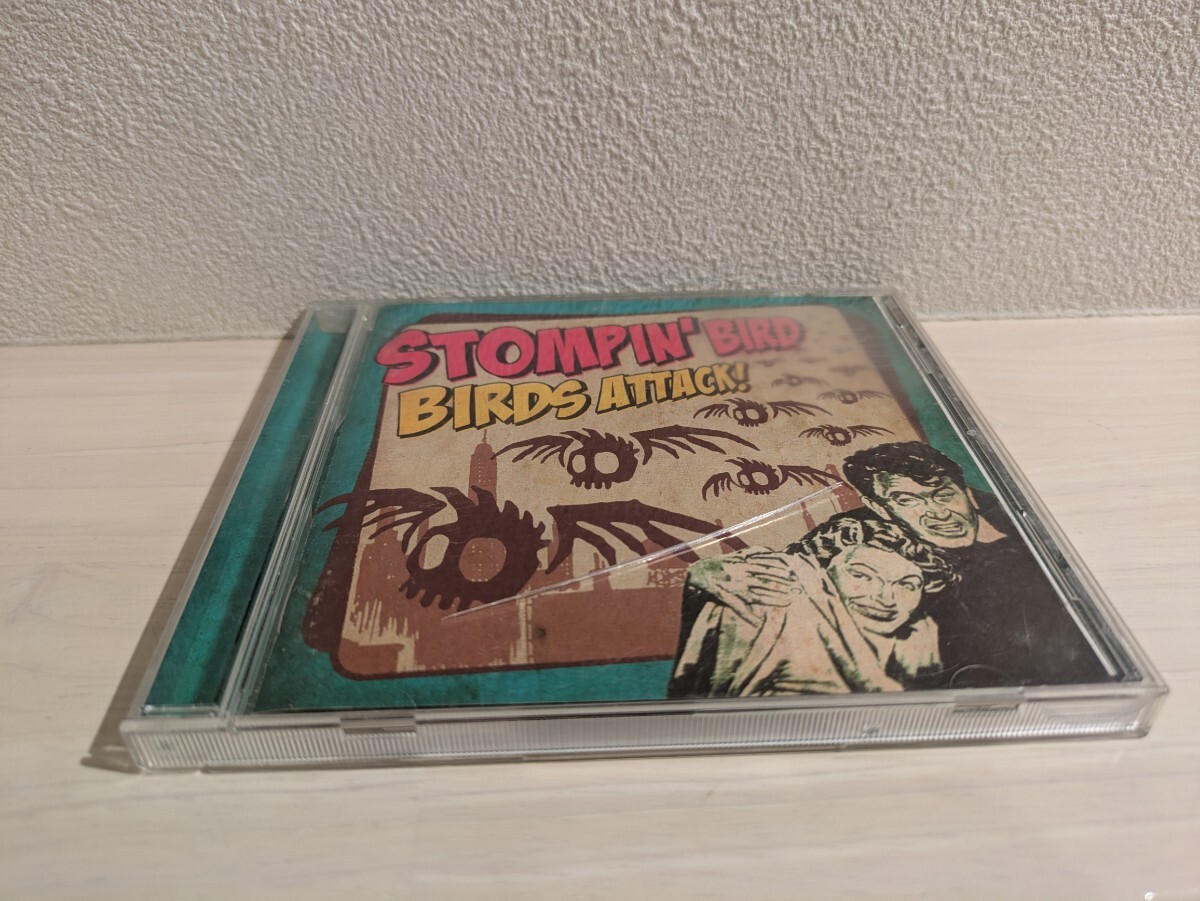 STOMPIN' BIRD
BIRDS ATTACK!